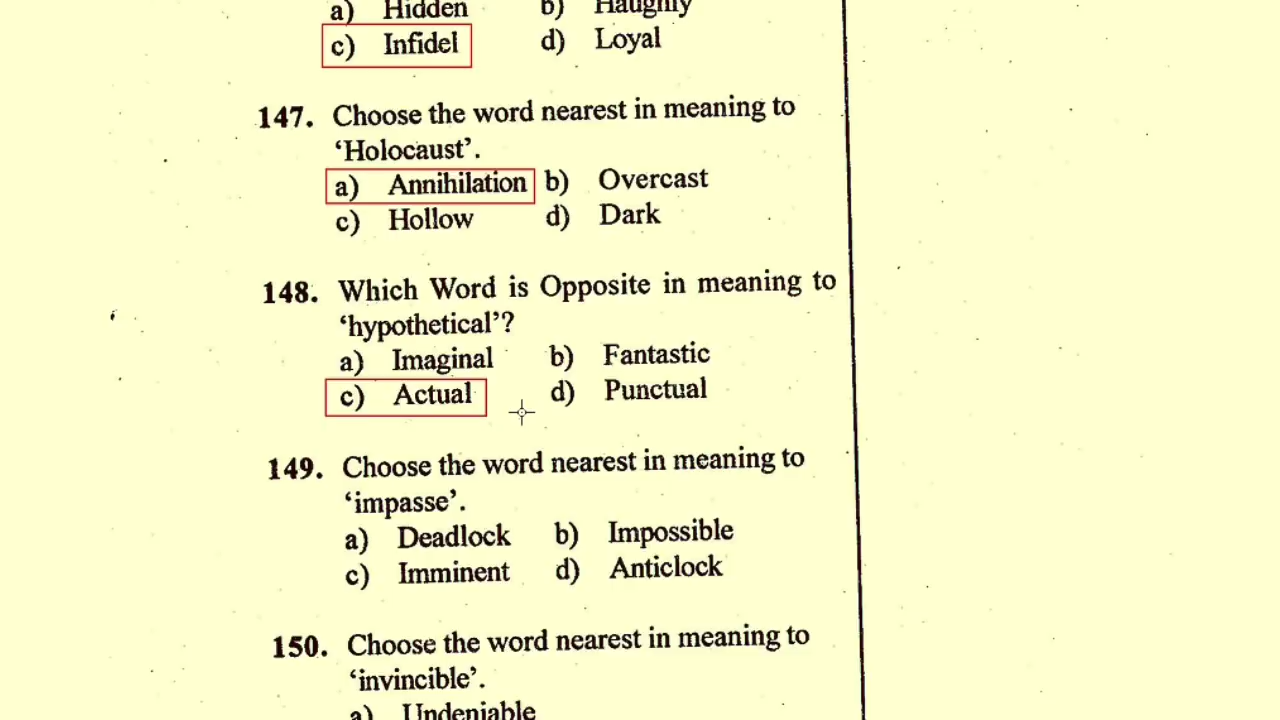 a) Hidden b) Haughty
c) Infidel d) Loyal
147. Choose the word nearest in meaning to
‘Holocaust’.
a) Annihilation b) Overcast
c) Hollow d) Dark
148. Which Word is Opposite in meaning to
‘hypothetical’?
a) Imaginal b) Fantastic
c) Actual d) Punctual
149. Choose the word nearest in meaning to
‘impasse’.
a) Deadlock b) Impossible
c) Imminent d) Anticlock
150. Choose the word nearest in meaning to
‘invincible’.
a) Undeniable